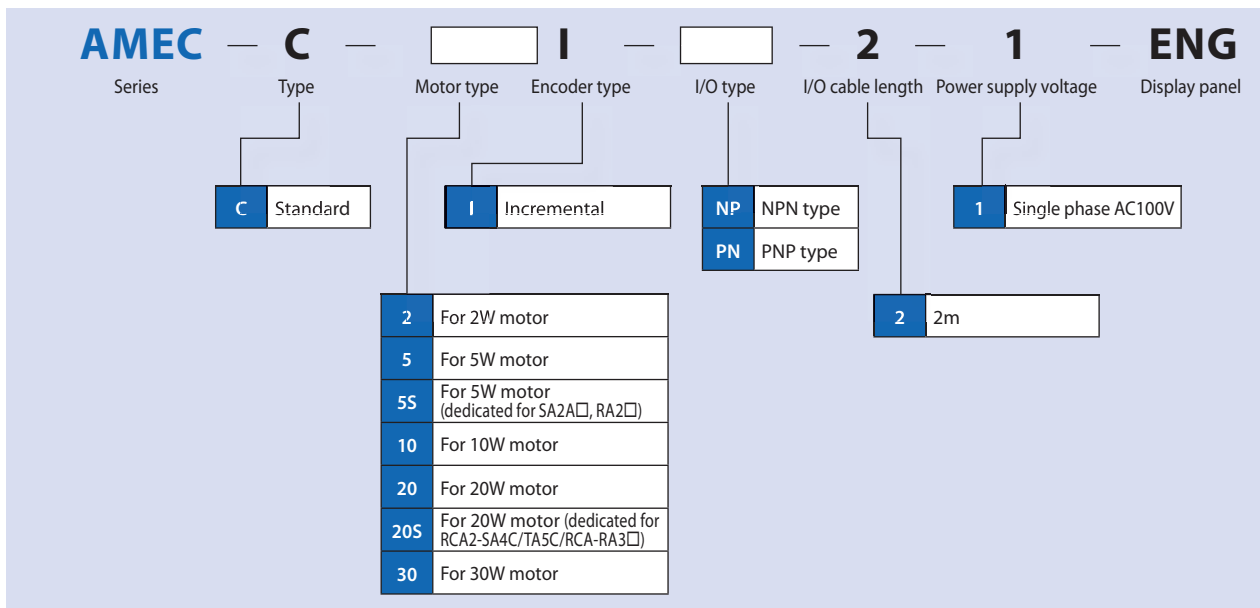 AMEC — C — I — — 2 — 1 — ENG
Series Type Motor type Encoder type I/O type I/O cable length Power supply voltage Display panel
C Standard
I Incremental
NP NPN type
PN PNP type
1 Single phase AC100V
2 2m
2 For 2W motor
5 For 5W motor
5S For 5W motor
(dedicated for SA2A□, RA2□)
10 For 10W motor
20 For 20W motor
20S For 20W motor (dedicated for
RCA2-SA4C/TA5C/RCA-RA3□)
30 For 30W motor